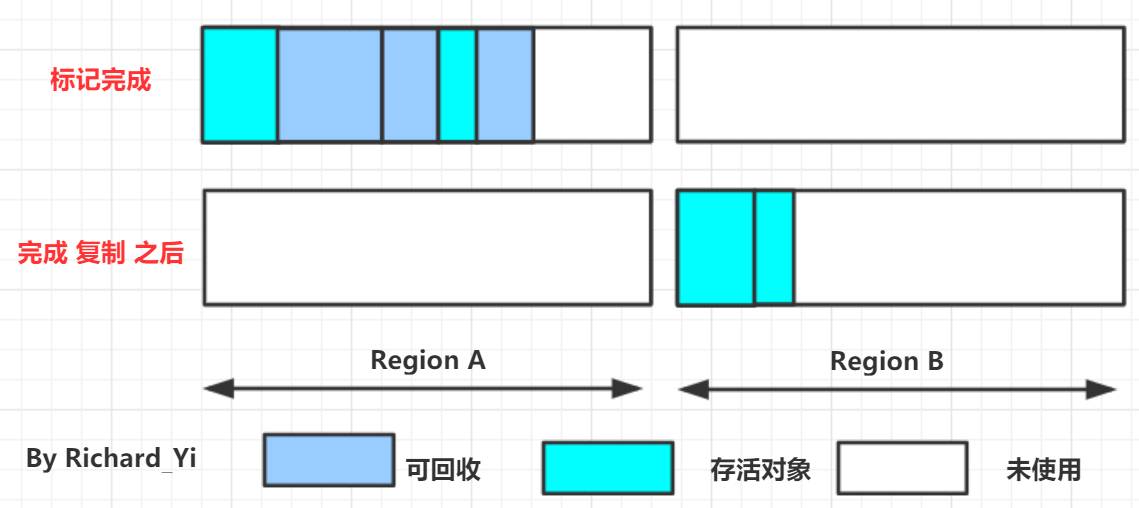 标记完成
完成 复制 之后
Region A
Region B
By Richard_Yi
可回收
存活对象
未使用